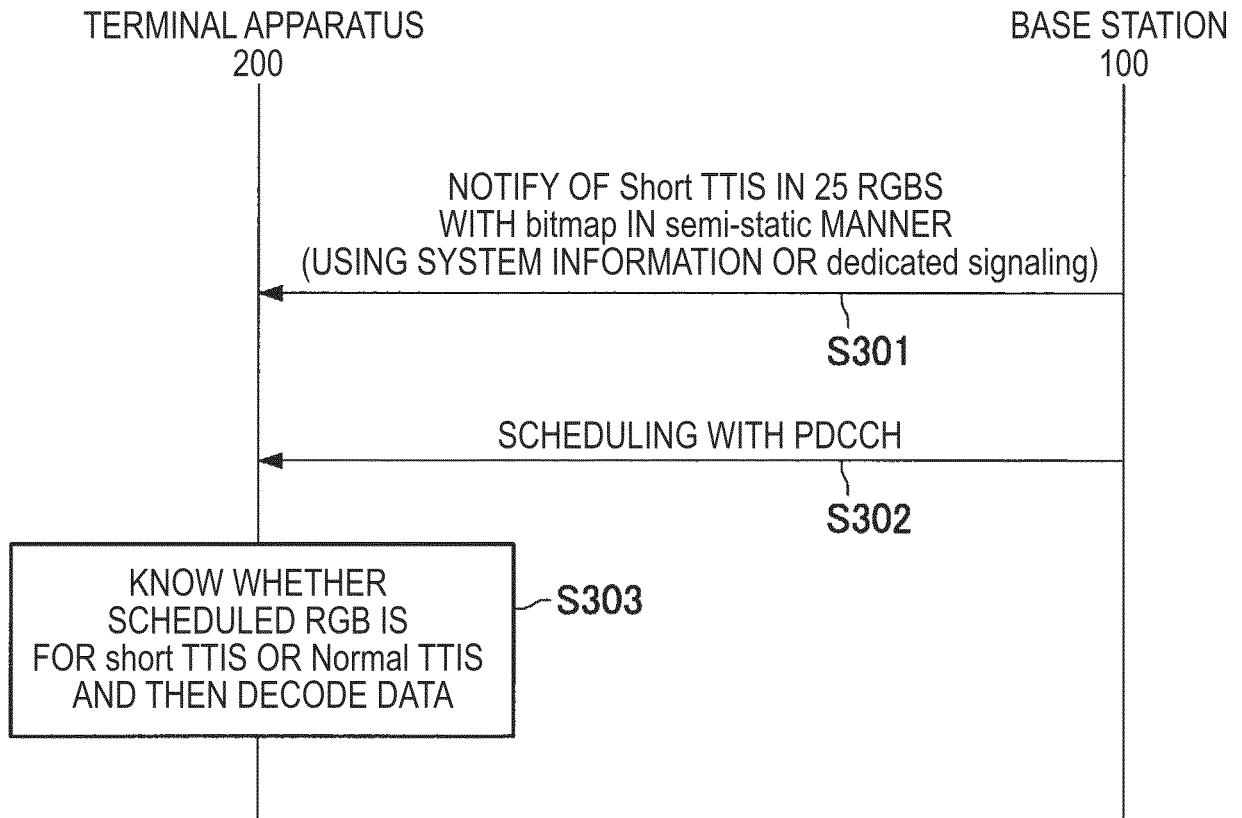 TERMINAL APPARATUS
200
BASE STATION
100
NOTIFY OF Short TTIS IN 25 RGBS
WITH bitmap IN semi-static MANNER
(USING SYSTEM INFORMATION OR dedicated signaling)
S301
SCHEDULING WITH PDCCH
S302
KNOW WHETHER
SCHEDULED RGB IS
FOR short TTIS OR Normal TTIS
AND THEN DECODE DATA
S303